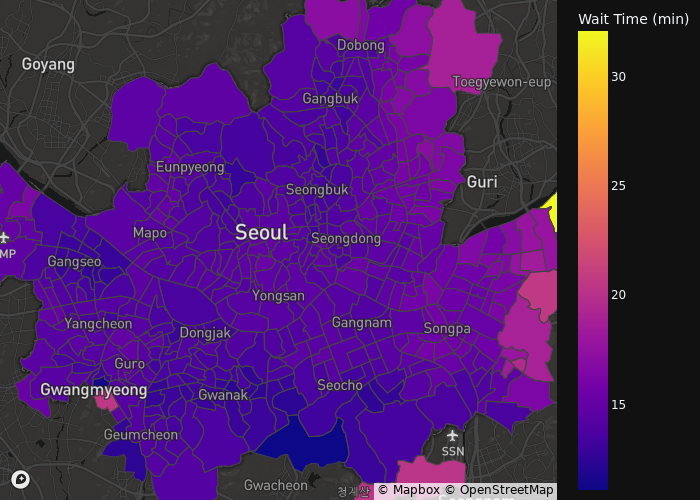 Wait Time (min)
Dobong
Goyang
Toegyewon-eup
30
Gangbuk
Eunpyeong
Guri
Seongbuk
25
Mapo
Seoul
Seongdong
MP
Gangseo
Yongsan
20
Yangcheon
Gangnam
Songpa
Dongjak
Guro
Gwangmyeong
Seocho
Gwanak
15
Geumcheon
SSN
Gwacheon
© Mapbox © OpenStreetMap